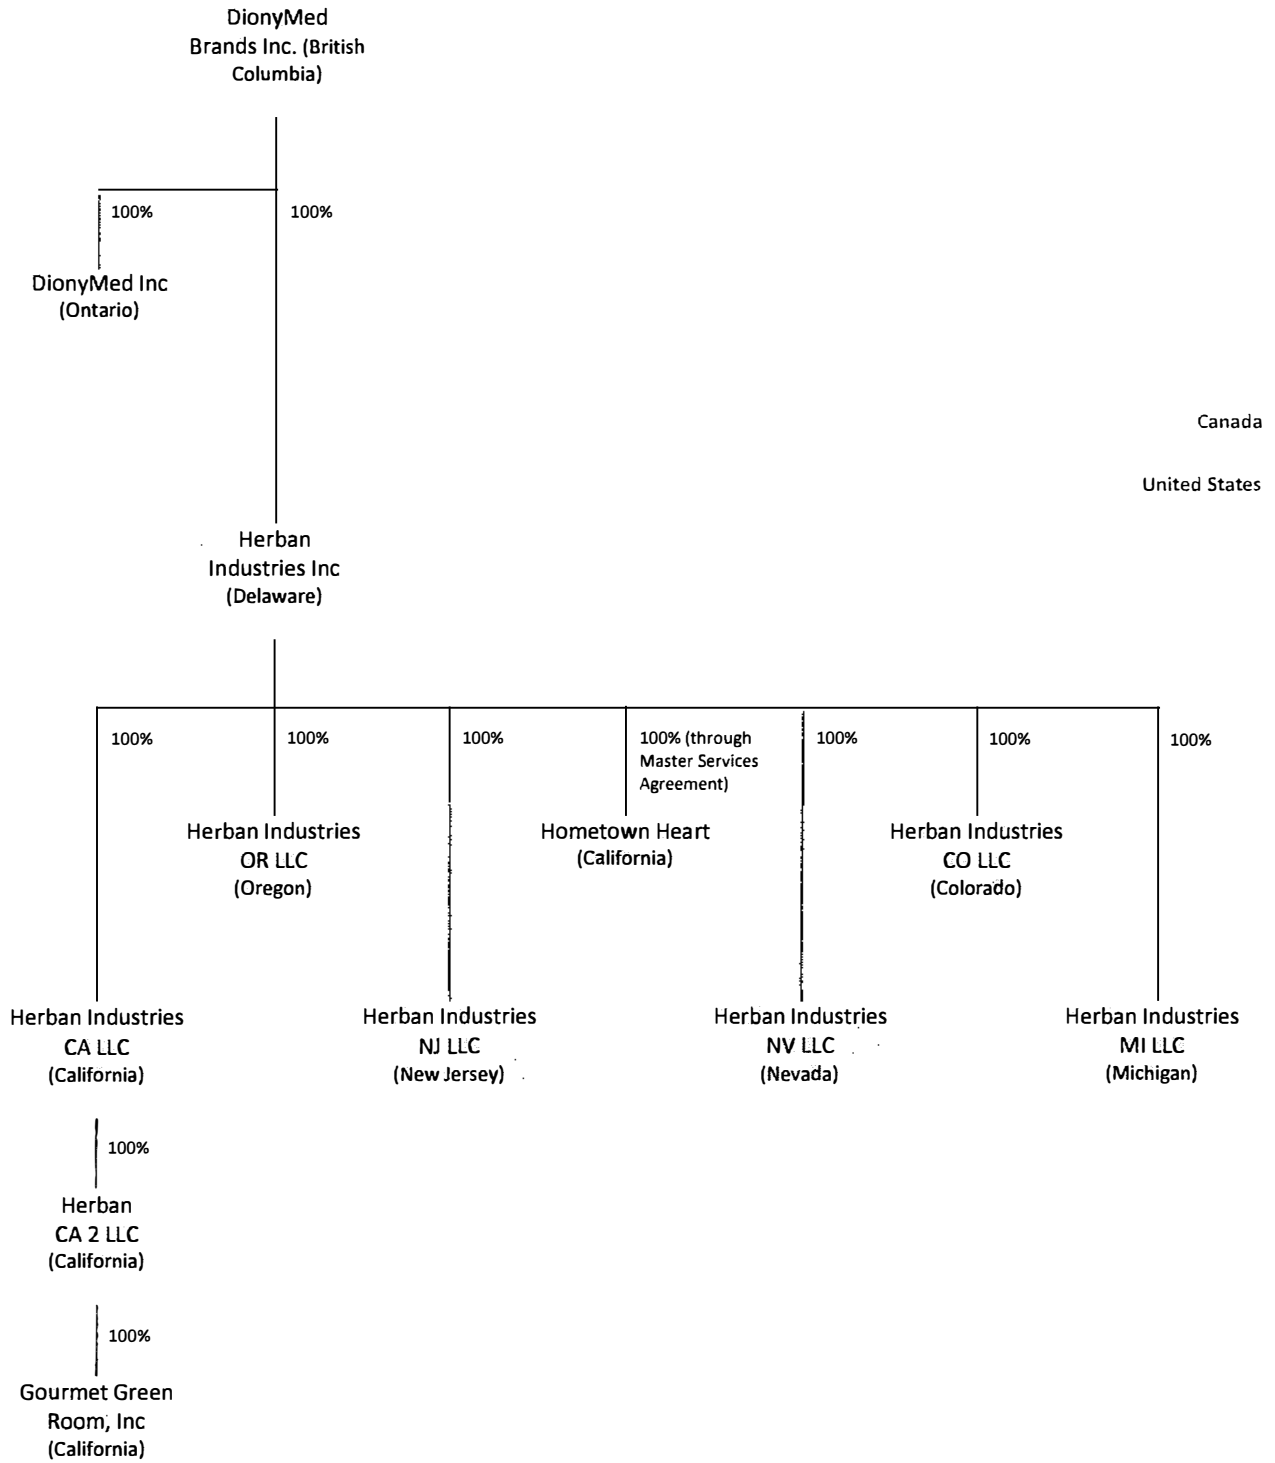 DionyMed
Brands Inc. (British
Columbia)
100%
100%
DionyMed Inc
(Ontario)
Canada
United States
Herban
Industries Inc
(Delaware)
100%
100%
100%
100% (through
Master Services
Agreement)
100%
100%
100%
Herban Industries
OR LLC
(Oregon)
Hometown Heart
(California)
Herban Industries
CO LLC
(Colorado)
Herban Industries
CA LLC
(California)
Herban Industries
NJ LLC
(New Jersey)
Herban Industries
NV LLC
(Nevada)
Herban Industries
MI LLC
(Michigan)
100%
Herban
CA 2 LLC
(California)
100%
Gourmet Green
Room, Inc
(California)